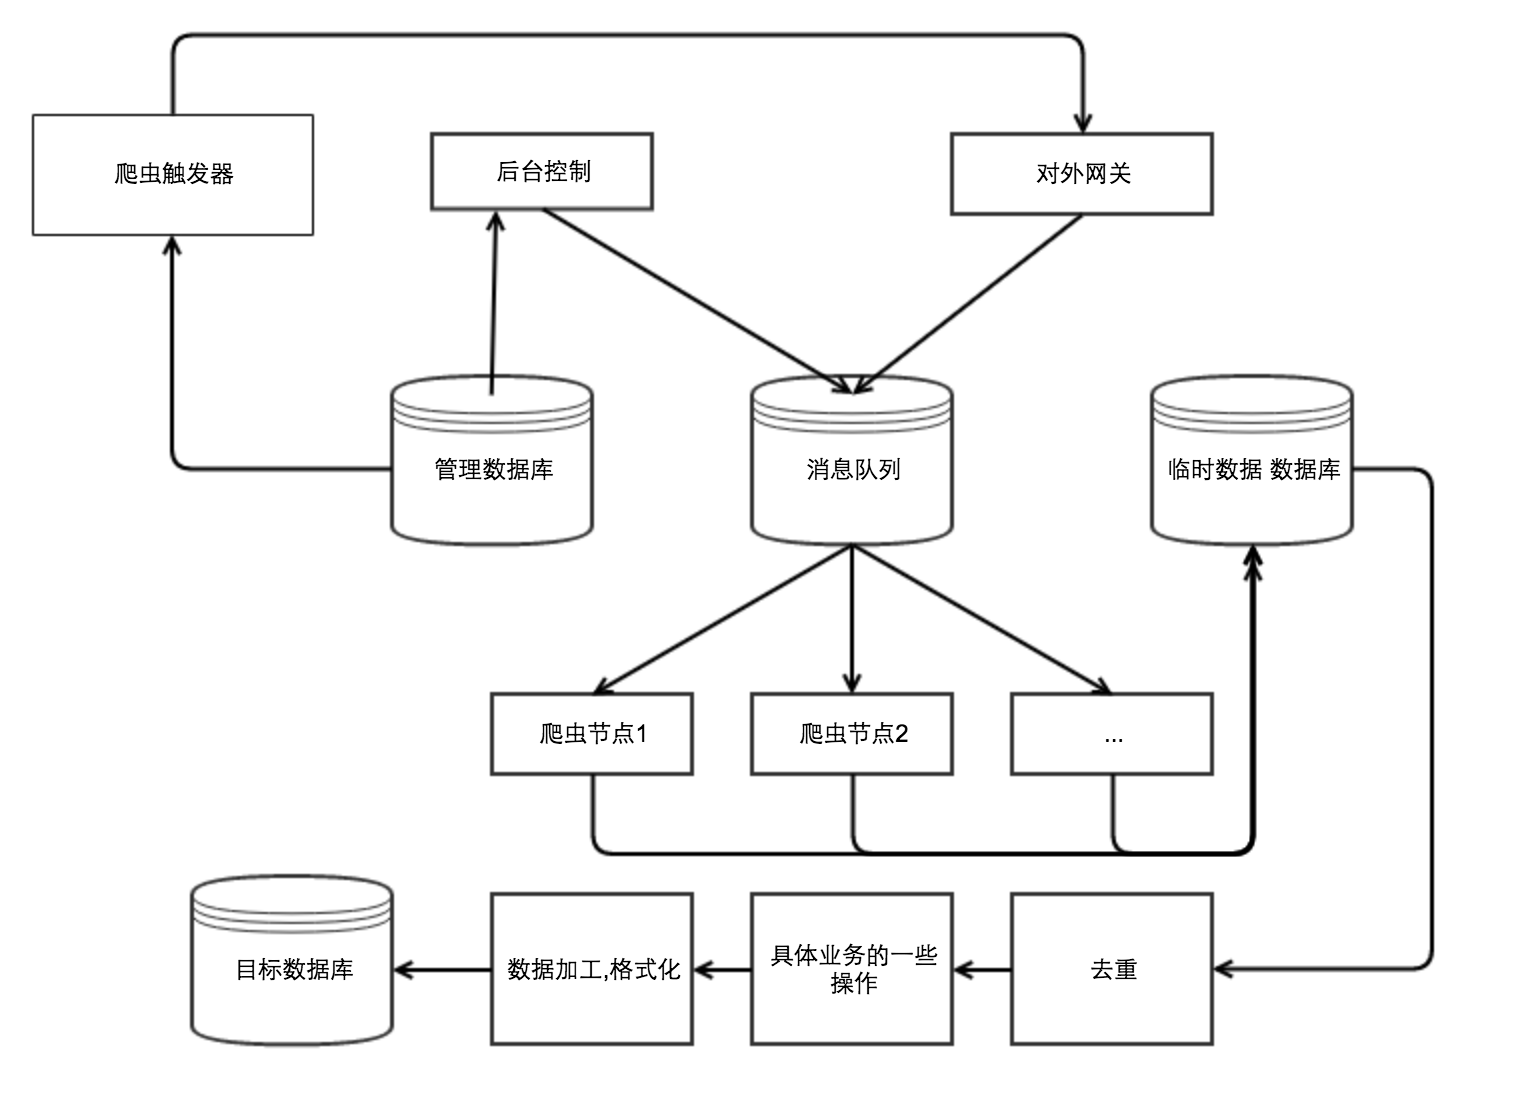 爬虫触发器
后台控制
对外网关
管理数据库
消息队列
临时数据 数据库
爬虫节点1
爬虫节点2
...
目标数据库
数据加工,格式化
具体业务的一些
操作
去重